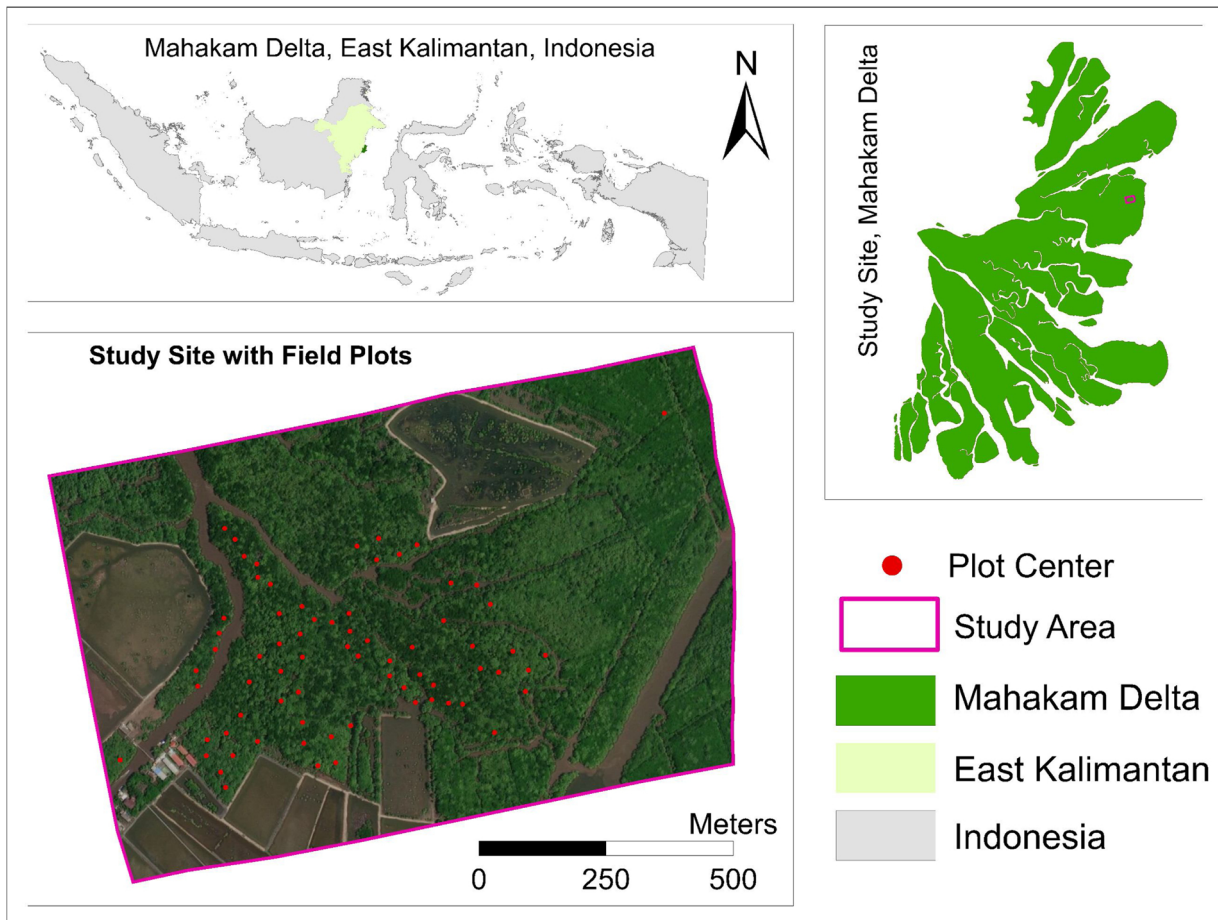 Mahakam Delta, East Kalimantan, Indonesia
N
Study Site, Mahakam Delta
Study Site with Field Plots
Meters
0 250 500
Plot Center
Study Area
Mahakam Delta
East Kalimantan
Indonesia